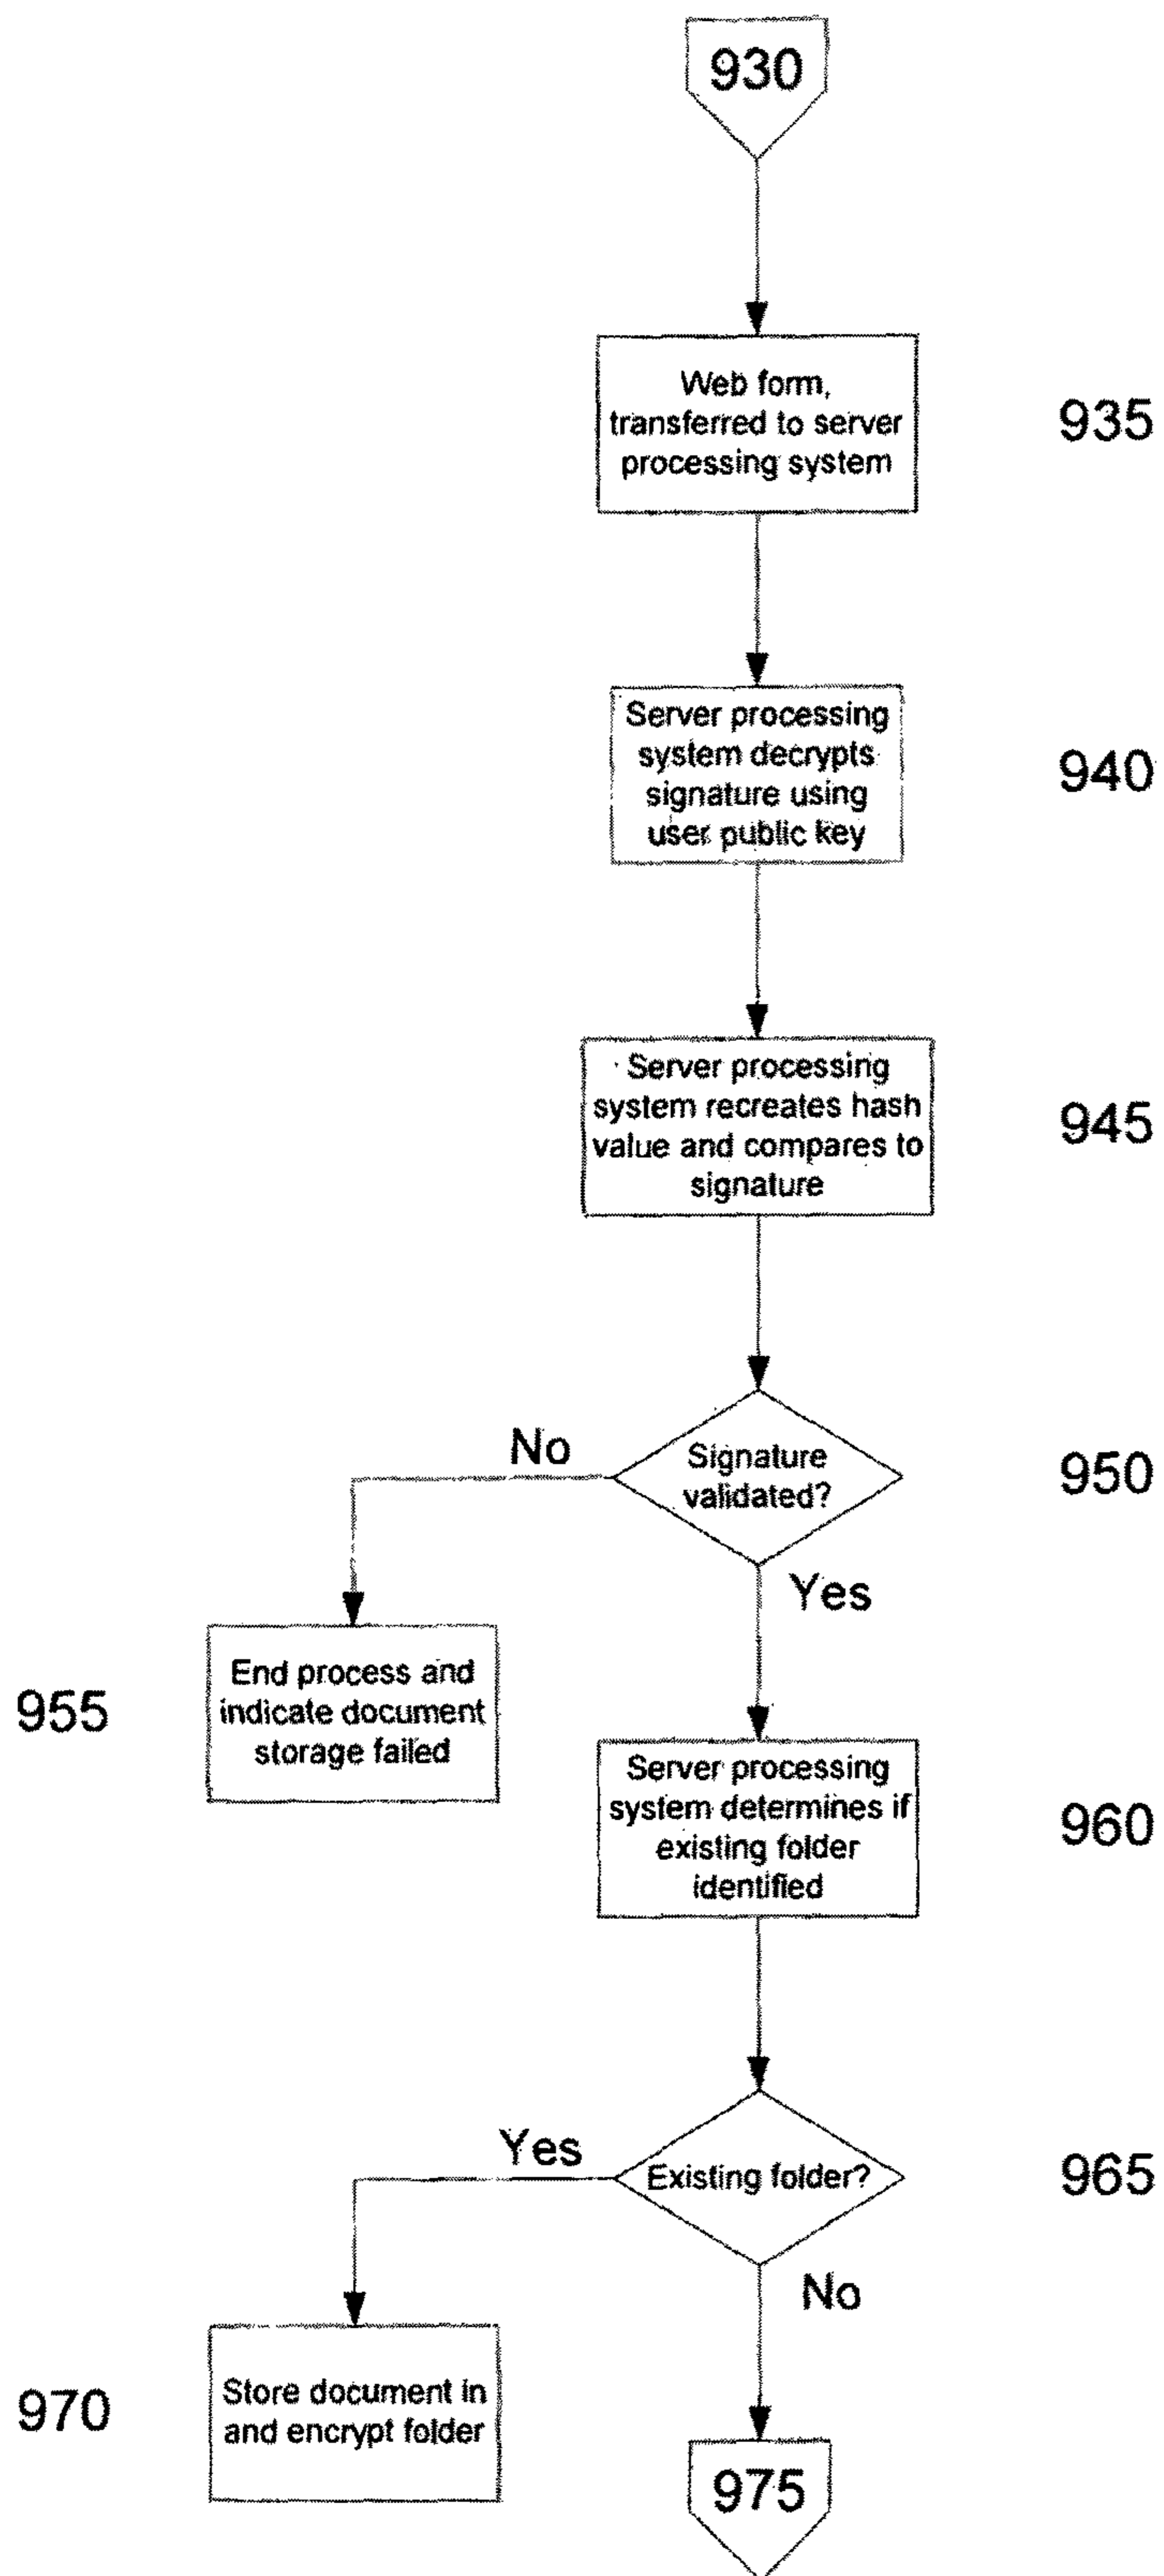 930
Web form,
transferred to server
processing system
935
Server processing
system decrypts
signature using
user public key
940
Server processing
system recreates hash
value and compares to
signature
945
Signature
validated?
950
No
Yes
End process and
indicate document
storage failed
955
Server processing
system determines if
existing folder
identified
960
Existing folder?
965
Yes
No
Store document in
and encrypt folder
970
975